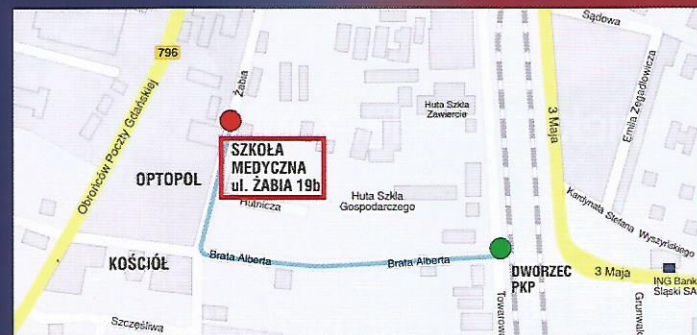 Sądowa
796
Żabia
Obrońców Poczty Gdańskiej
Huta Szkła
Zawiercie
3 Maja
Emila Zegadłowicza
SZKOŁA
MEDYCZNA
ul. ŻABIA 19b
OPTOPOL
Hutnicza
Huta Szkła
Gospodarczego
Kardynała Stefana Wyszyńskiego
KOŚCIÓŁ
Brata Alberta
Brata Alberta
DWORZEC
PKP
3 Maja
ING Bank
Śląski SA
Towarowa
Szczęśliwa